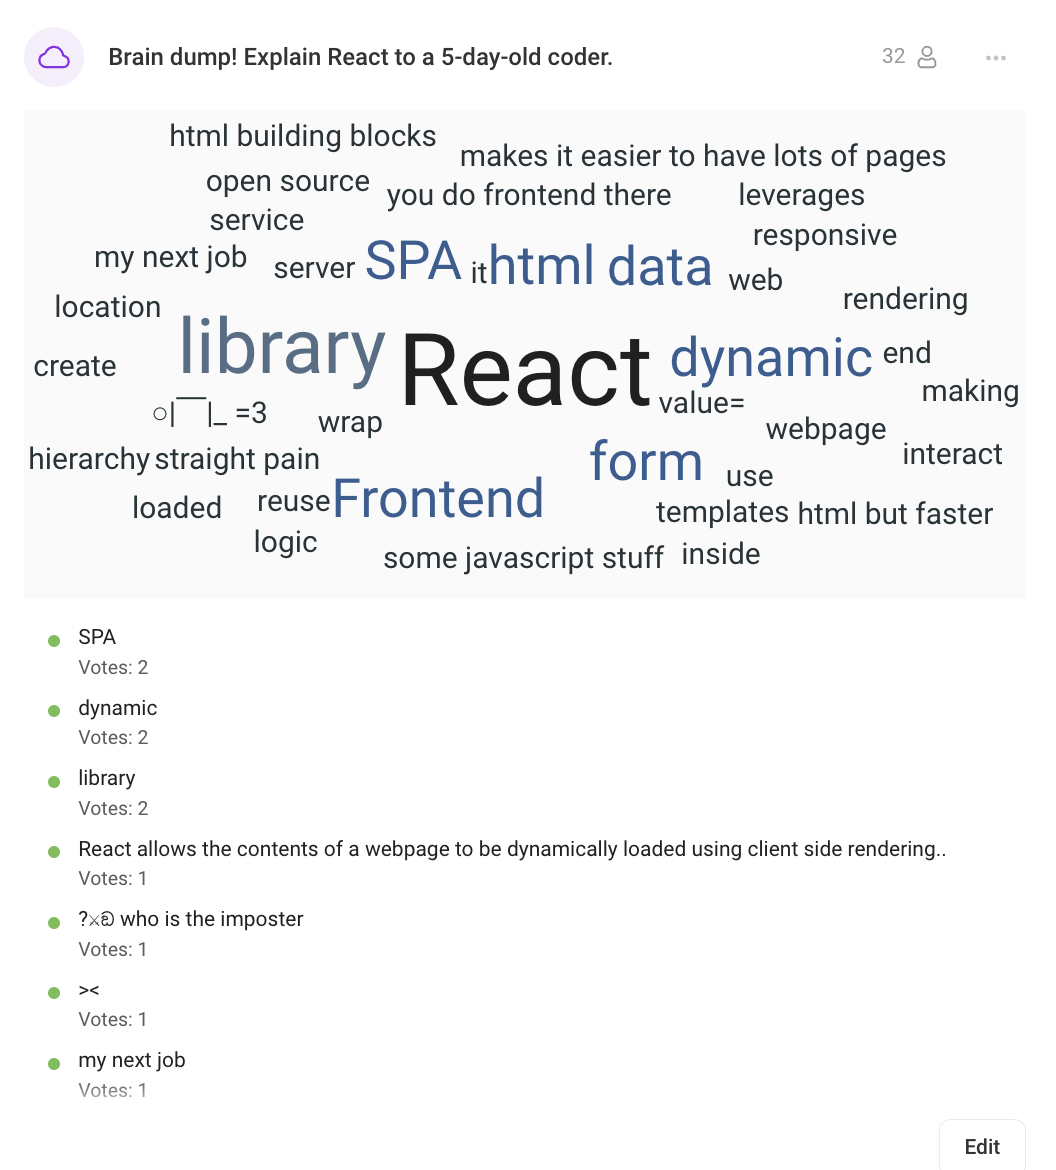 Brain dump! Explain React to a 5-day-old coder.
32
html building blocks
makes it easier to have lots of pages
open source
you do frontend there
leverages
service
responsive
my next job
server
SPA
it
html
data
web
location
rendering
library
React
dynamic
end
create
making
○|￣|_ =3
wrap
value=
webpage
hierarchy
straight pain
form
interact
use
loaded
reuse
Frontend
templates
html but faster
logic
some javascript stuff
inside
SPA
Votes: 2
dynamic
Votes: 2
library
Votes: 2
React allows the contents of a webpage to be dynamically loaded using client side rendering..
Votes: 1
who is the imposter
Votes: 1
><
Votes: 1
my next job
Votes: 1
Edit